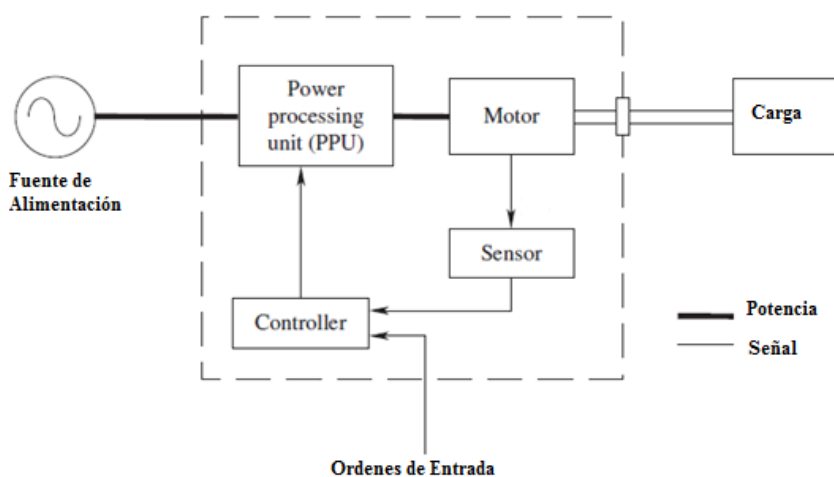 Power
processing
unit (PPU)
Motor
Carga
Fuente de
Alimentación
Sensor
Controller
Potencia
Señal
Ordenes de Entrada